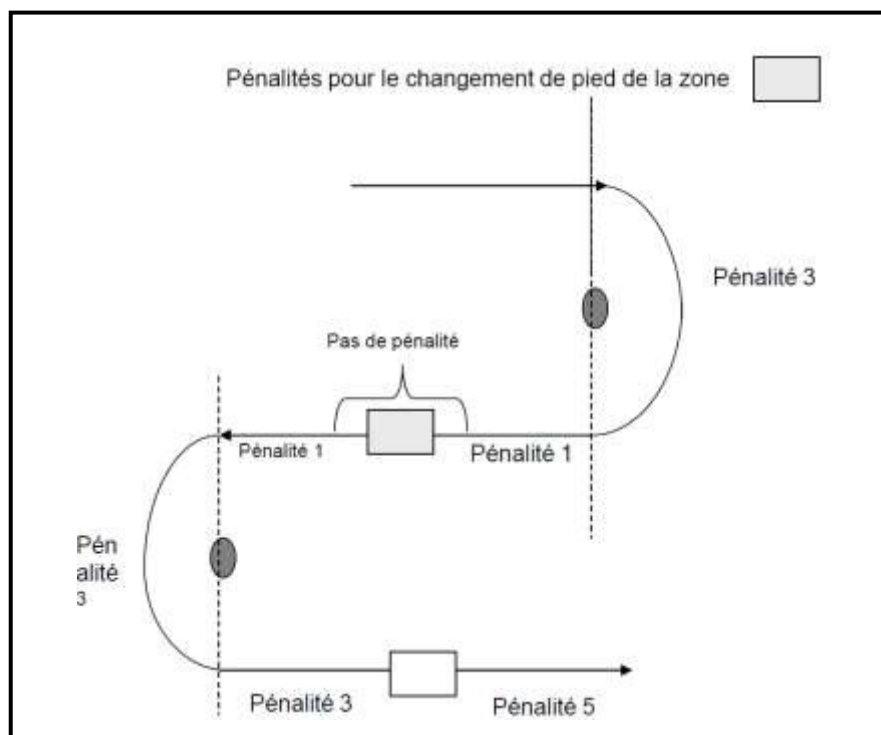 Pénalités pour le changement de pied de la zone
Pénalité 3
Pas de pénalité
Pénalité 1
Pénalité 1
Pén
alité
3
Pénalité 3
Pénalité 5